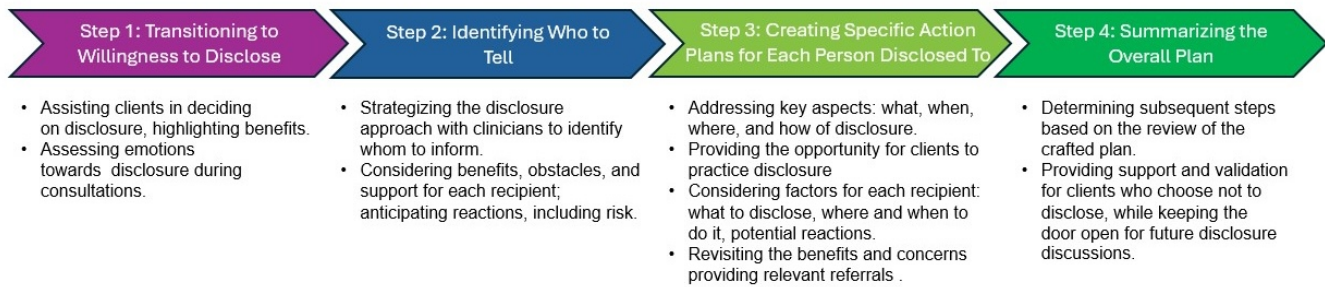 Step 1: Transitioning to
Willingness to Disclose
• Assisting clients in deciding
on disclosure, highlighting benefits.
• Assessing emotions
towards disclosure during
consultations.
Step 2: Identifying Who to
Tell
• Strategizing the disclosure
approach with clinicians to identify
whom to inform.
• Considering benefits, obstacles, and
support for each recipient;
anticipating reactions, including risk.
Step 3: Creating Specific Action
Plans for Each Person Disclosed To
• Addressing key aspects: what, when,
where, and how of disclosure.
• Providing the opportunity for clients to
practice disclosure
• Considering factors for each recipient:
what to disclose, where and when to
do it, potential reactions.
• Revisiting the benefits and concerns
providing relevant referrals .
Step 4: Summarizing the
Overall Plan
• Determining subsequent steps
based on the review of the
crafted plan.
• Providing support and validation
for clients who choose not to
disclose, while keeping the
door open for future disclosure
discussions.